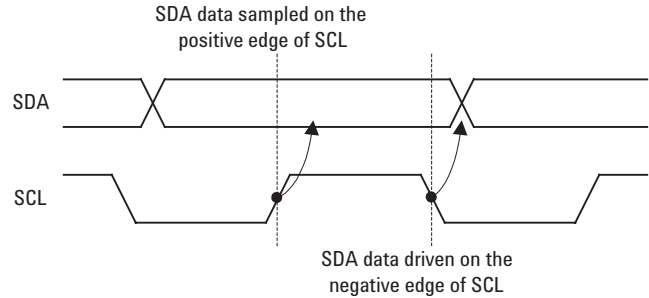 SDA data sampled on the
positive edge of SCL
SDA
SCL
SDA data driven on the
negative edge of SCL